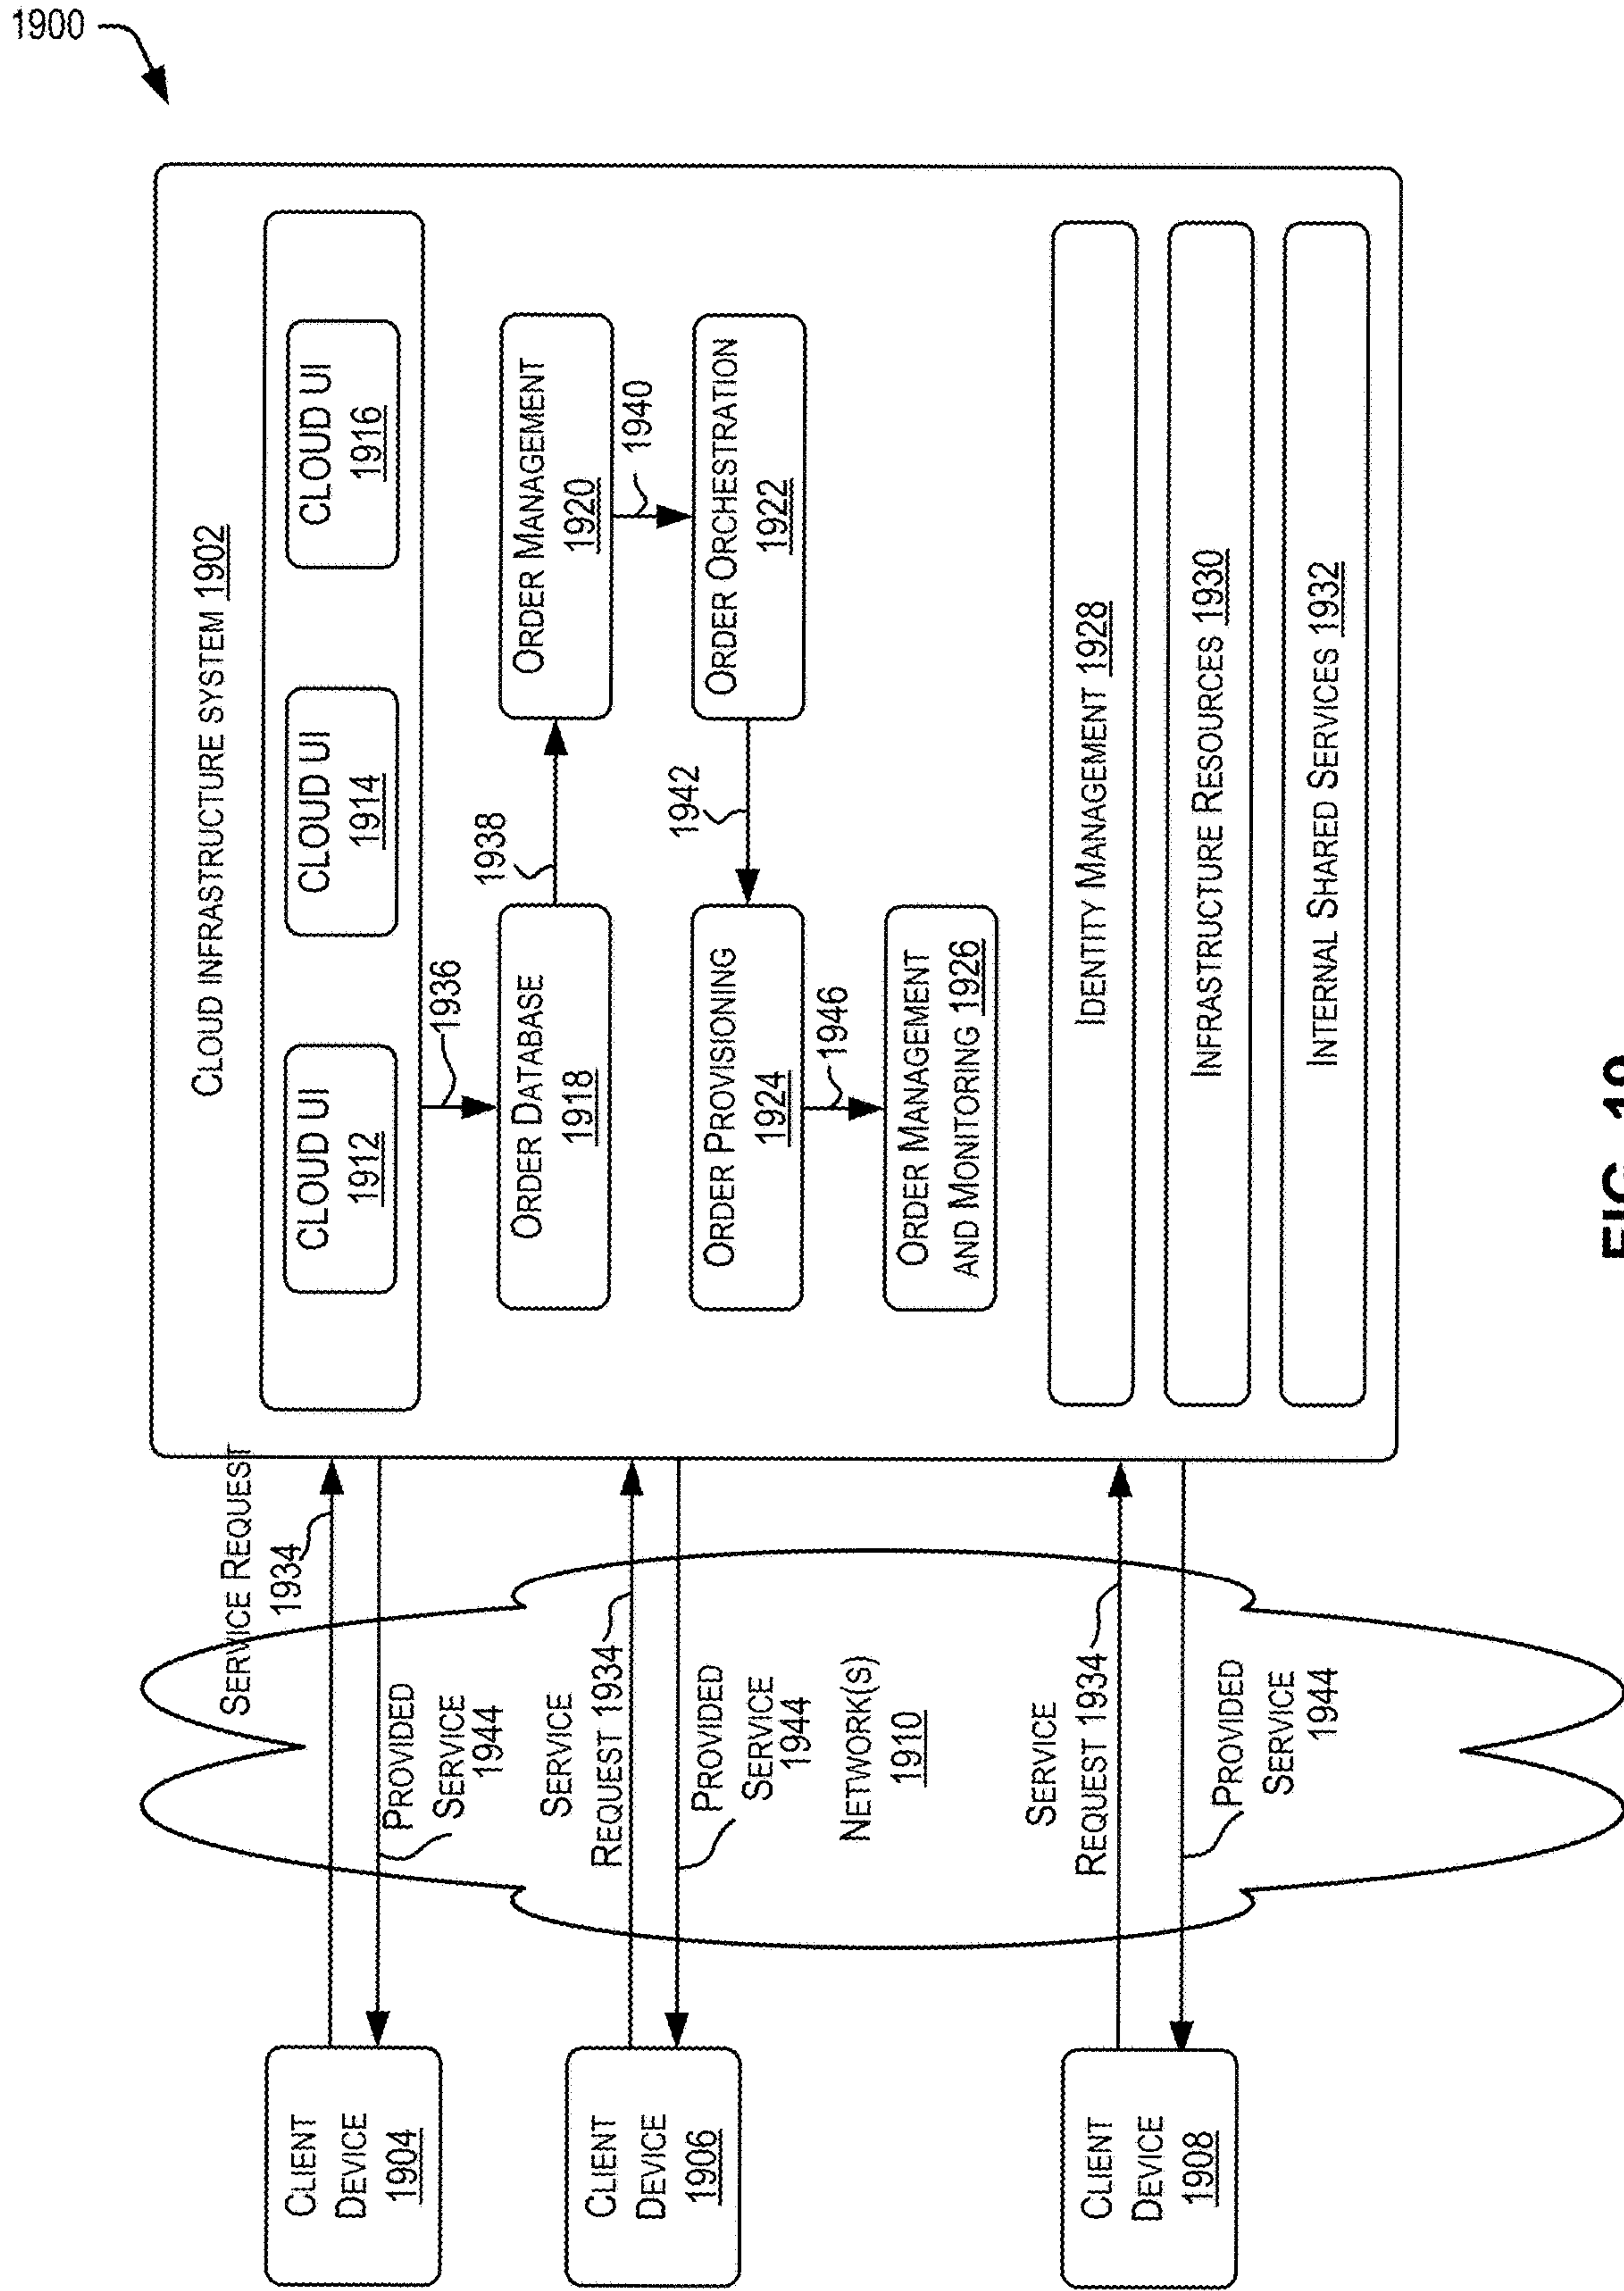 1900
CLOUD INFRASTRUCTURE SYSTEM 1902
CLOUD UI
1912
CLOUD UI
1914
CLOUD UI
1916
1936
ORDER DATABASE
1918
1938
ORDER MANAGEMENT
1920
1940
ORDER PROVISIONING
1924
1942
ORDER ORCHESTRATION
1922
1946
ORDER MANAGEMENT
AND MONITORING 1926
IDENTITY MANAGEMENT 1928
INFRASTRUCTURE RESOURCES 1930
INTERNAL SHARED SERVICES 1932
SERVICE REQUEST
1934
PROVIDED
SERVICE
1944
SERVICE
REQUEST 1934
PROVIDED
SERVICE
1944
NETWORK(S)
1910
SERVICE
REQUEST 1934
PROVIDED
SERVICE
1944
CLIENT
DEVICE
1904
CLIENT
DEVICE
1906
CLIENT
DEVICE
1908